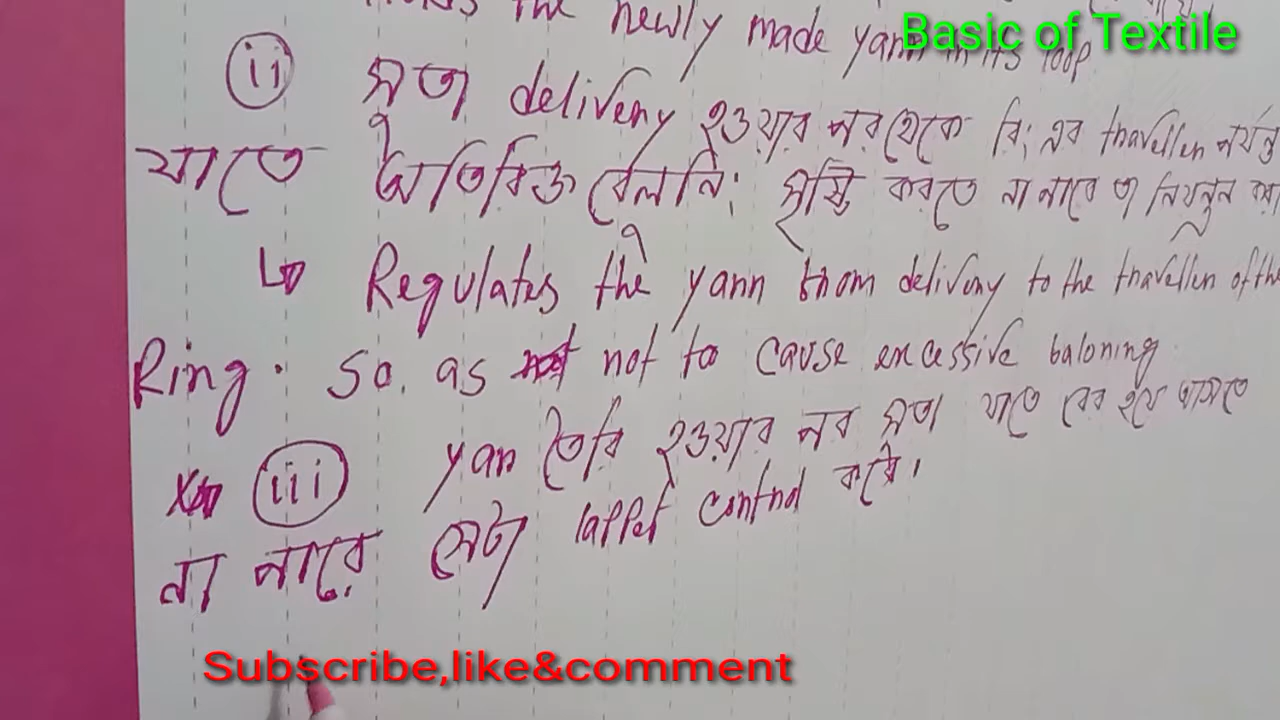 the newly made yarn in its loop
Basic of Textile
ii সুতা delivery হওয়ার পর থেকে রিং এর traveller পর্যন্ত
যাতে অতিরিক্ত বেলুনিং সৃষ্টি করতে না পারে তা নিয়ন্ত্রন করা
↳ Regulates the yarn from delivery to the traveller of the
Ring. So. as not to cause excessive baloning.
iii yan তৈরি হওয়ার পর সুতা যাতে বের হয়ে আসতে
না পারে সেটা lappet control করে।
Subscribe,like&comment